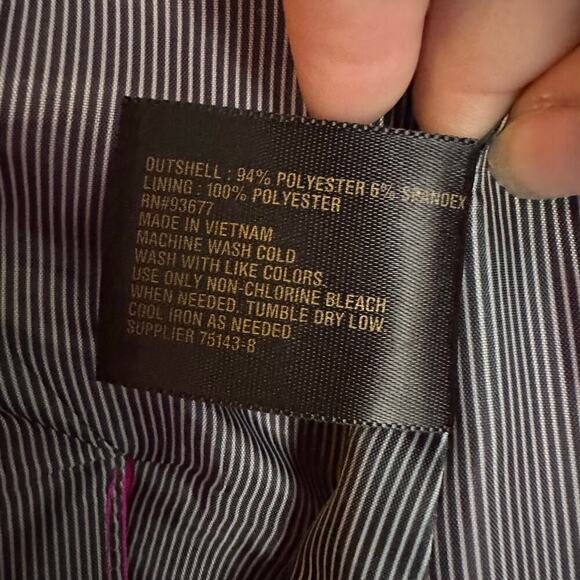 OUTSHELL : 94% POLYESTER 6% SPANDEX
LINING : 100% POLYESTER
RN#93677
MADE IN VIETNAM
MACHINE WASH COLD
WASH WITH LIKE COLORS.
USE ONLY NON-CHLORINE BLEACH
WHEN NEEDED. TUMBLE DRY LOW.
COOL IRON AS NEEDED.
SUPPLIER 75143-8